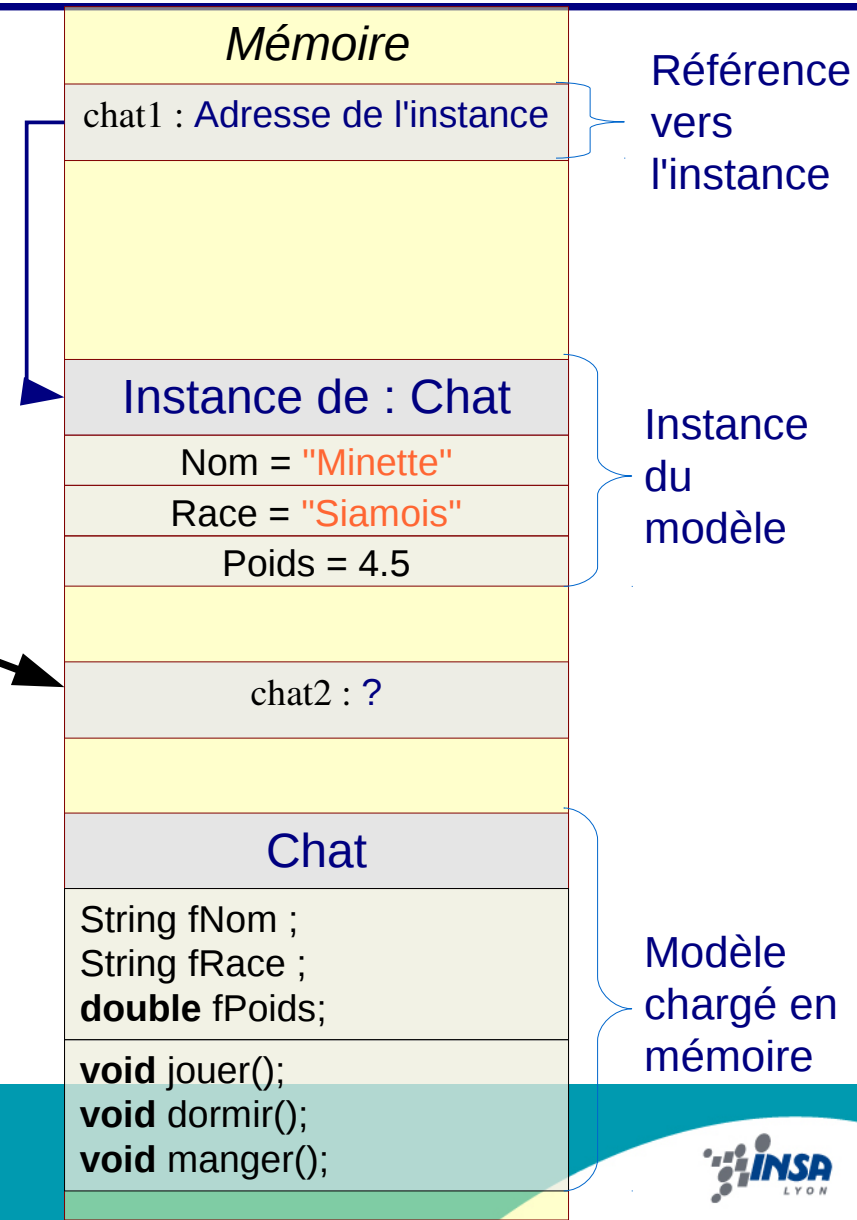 Mémoire
chat1 : Adresse de l'instance
Référence
vers
l'instance
Instance de : Chat
Nom = "Minette"
Race = "Siamois"
Poids = 4.5
Instance
du
modèle
chat2 : ?
Chat
String fNom ;
String fRace ;
double fPoids;
void jouer();
void dormir();
void manger();
Modèle
chargé en
mémoire
INSA
LYON